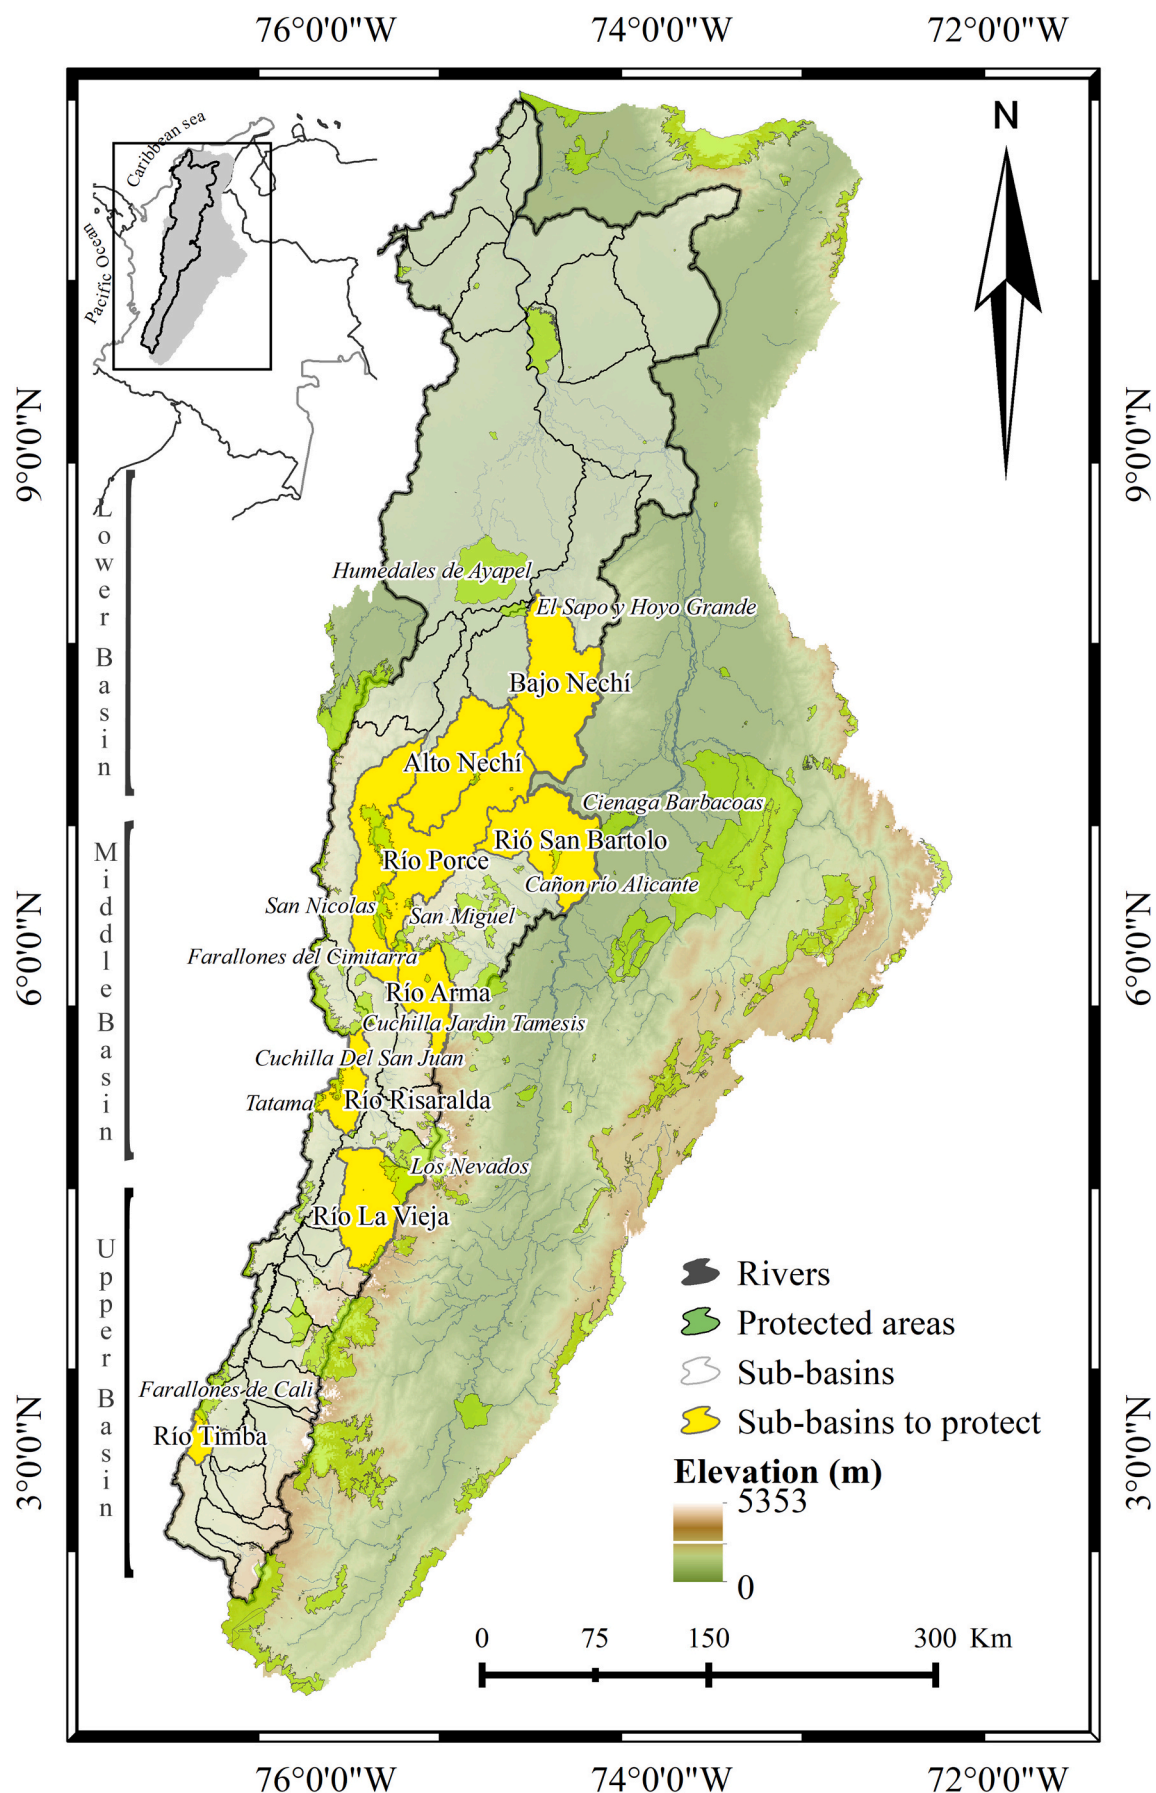 76°0'0"W 74°0'0"W 72°0'0"W
Caribbean sea
Pacific Ocean
N
9°0'0"N
9°0'0"N
Lower Basin
Humedales de Ayapel
El Sapo y Hoyo Grande
Bajo Nechí
Alto Nechí
Cienaga Barbacoas
Rió San Bartolo
Río Porce
Cañon río Alicante
Middle Basin
San Nicolas
San Miguel
6°0'0"N
6°0'0"N
Farallones del Cimitarra
Río Arma
Cuchilla Jardin Tamesis
Cuchilla Del San Juan
Tatama
Río Risaralda
Los Nevados
Río La Vieja
Upper Basin
Farallones de Cali
Río Timba
3°0'0"N
3°0'0"N
Rivers
Protected areas
Sub-basins
Sub-basins to protect
Elevation (m)
5353
0
0 75 150 300 Km
76°0'0"W 74°0'0"W 72°0'0"W